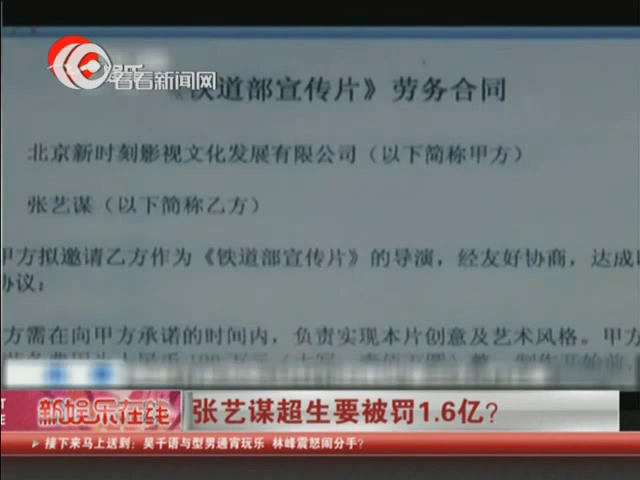 看看新闻网
《铁道部宣传片》劳务合同
北京新时刻影视文化发展有限公司（以下简称甲方）
张艺谋（以下简称乙方）
甲方拟邀请乙方作为《铁道部宣传片》的导演，经友好协商，达成以
协议：
方需在向甲方承诺的时间内，负责实现本片创意及艺术风格。甲方
新娱乐在线
张艺谋超生要被罚1.6亿？
接下来马上送到：吴千语与型男通宵玩乐 林峰震怒闹分手？